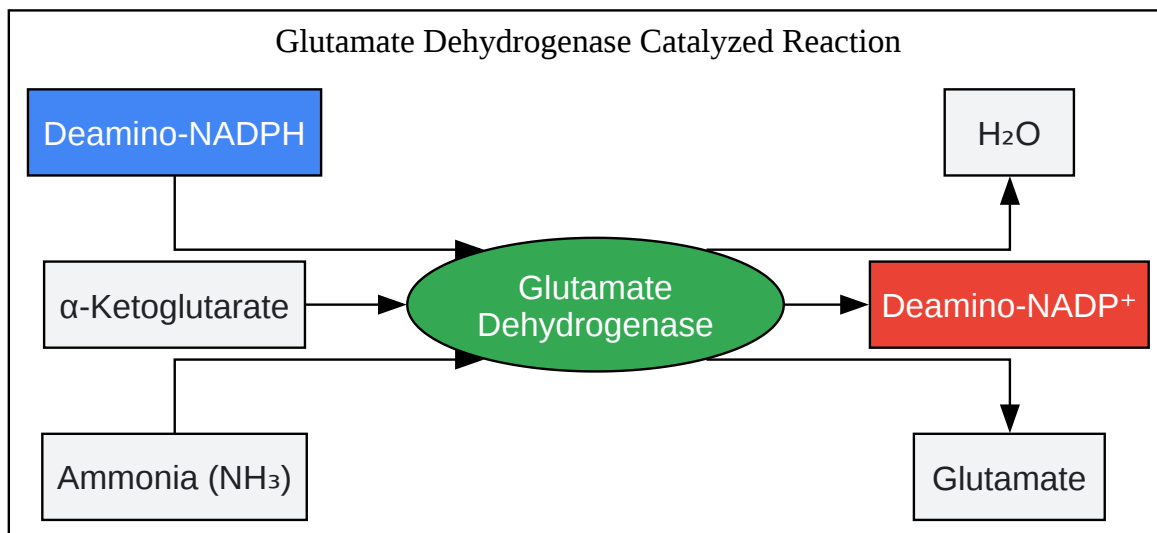 Glutamate Dehydrogenase Catalyzed Reaction
Deamino-NADPH
H₂O
α-Ketoglutarate
Glutamate
Dehydrogenase
Deamino-NADP⁺
Ammonia (NH₃)
Glutamate